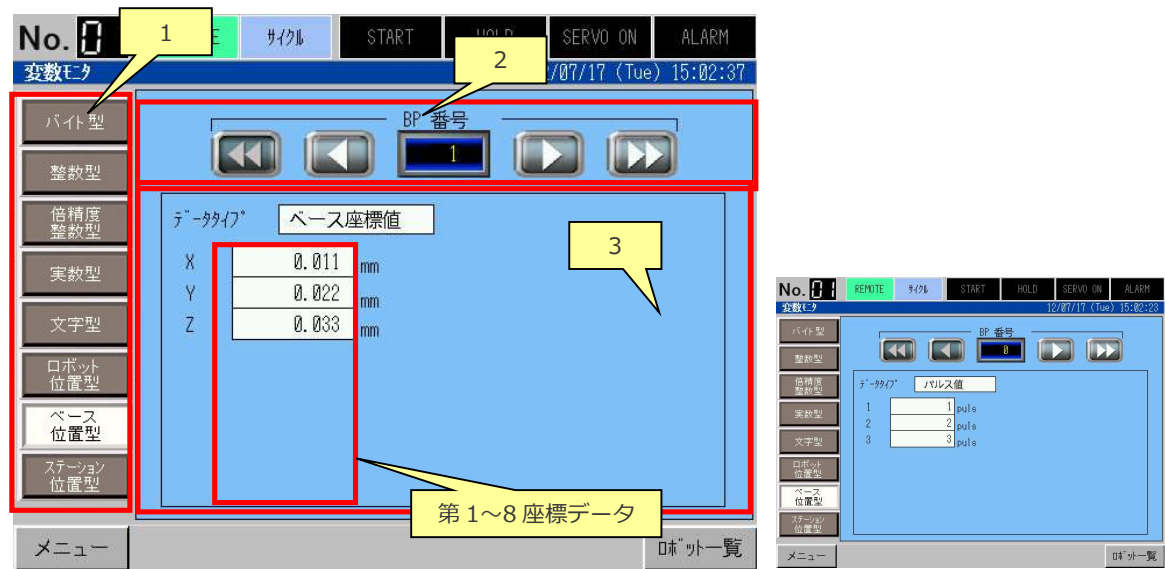 No. 0
サイクル
START
SERVO ON
ALARM
変数ﾓﾆﾀ
/07/17 (Tue) 15:02:37
1
2
バイト型
整数型
倍精度
整数型
実数型
文字型
ロボット
位置型
ベース
位置型
ステーション
位置型
BP 番号
1
ﾃﾞｰﾀﾀｲﾌﾟ
ベース座標値
X 0.011 mm
Y 0.022 mm
Z 0.033 mm
3
第 1～8 座標データ
メニュー
ﾛﾎﾞｯﾄ一覧
No. 01
REMOTE
サイクル
START
HOLD
SERVO ON
ALARM
変数ﾓﾆﾀ
12/07/17 (Tue) 15:02:23
バイト型
整数型
倍精度
整数型
実数型
文字型
ロボット
位置型
ベース
位置型
ステーション
位置型
BP 番号
0
ﾃﾞｰﾀﾀｲﾌﾟ
パルス値
1 1 puls
2 2 puls
3 3 puls
メニュー
ﾛﾎﾞｯﾄ一覧